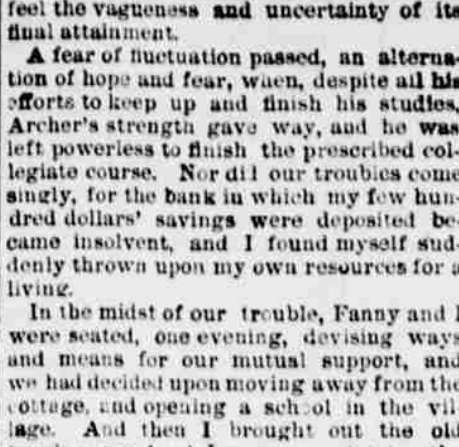 feel the vagueness and uncertainty of its
final attainment.
A fear of fluctuation passed, an alterna-
tion of hope and fear, when, despite all his
efforts to keep up and finish his studies,
Archer's strength gave way, and he was
left powerless to finish the prescribed col-
legiate course. Nor did our troubles come
singly, for the bank in which my few hun-
dred dollars' savings were deposited be-
came insolvent, and I found myself sud-
denly thrown upon my own resources for a
living.
In the midst of our trouble, Fanny and I
were seated, one evening, devising ways
and means for our mutual support, and
we had decided upon moving away from the
cottage, and opening a school in the vil-
lage. And then I brought out the old